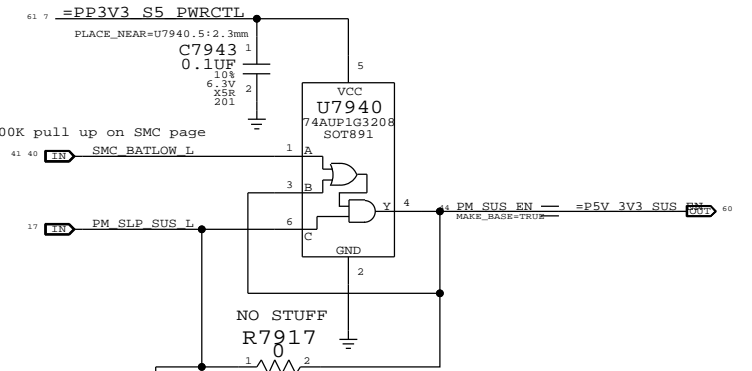 61 7 =PP3V3_S5_PWRCTL
PLACE_NEAR=U7940.5:2.3mm
C7943 1
0.1UF
10%
6.3V
X5R
201
2
5
VCC
U7940
74AUP1G3208
SOT891
00K pull up on SMC page
41 40 IN SMC_BATLOW_L 1 A
3 B
Y 4 44 PM_SUS_EN =P5V_3V3_SUS_EN OUT 60
MAKE_BASE=TRUE
17 IN PM_SLP_SUS_L 6 C
GND
2
NO STUFF
R7917
0
1 2